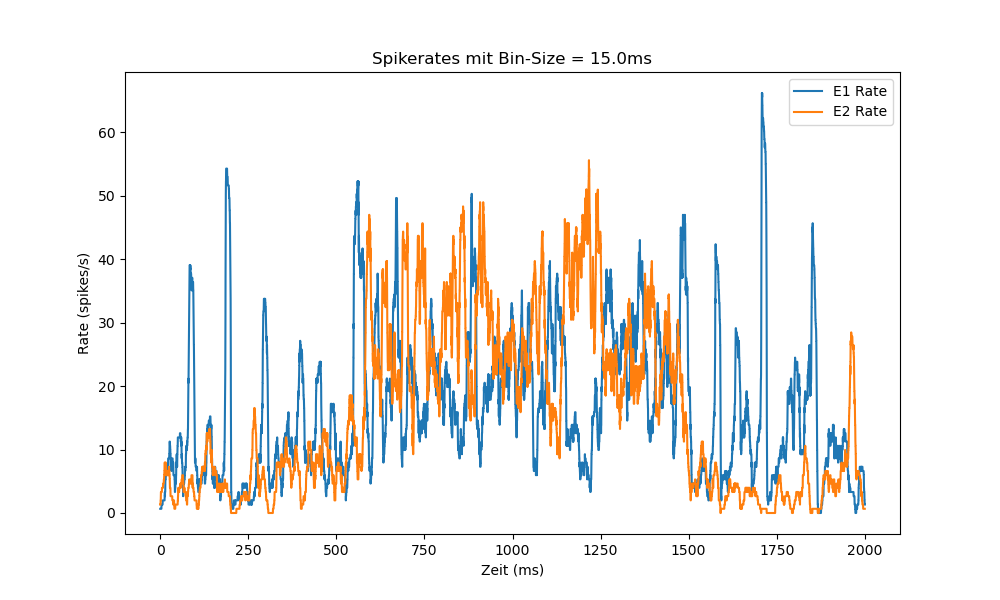 Spikerates mit Bin-Size = 15.0ms
E1 Rate
E2 Rate
Rate (spikes/s)
60
50
40
30
20
10
0
0 250 500 750 1000 1250 1500 1750 2000
Zeit (ms)